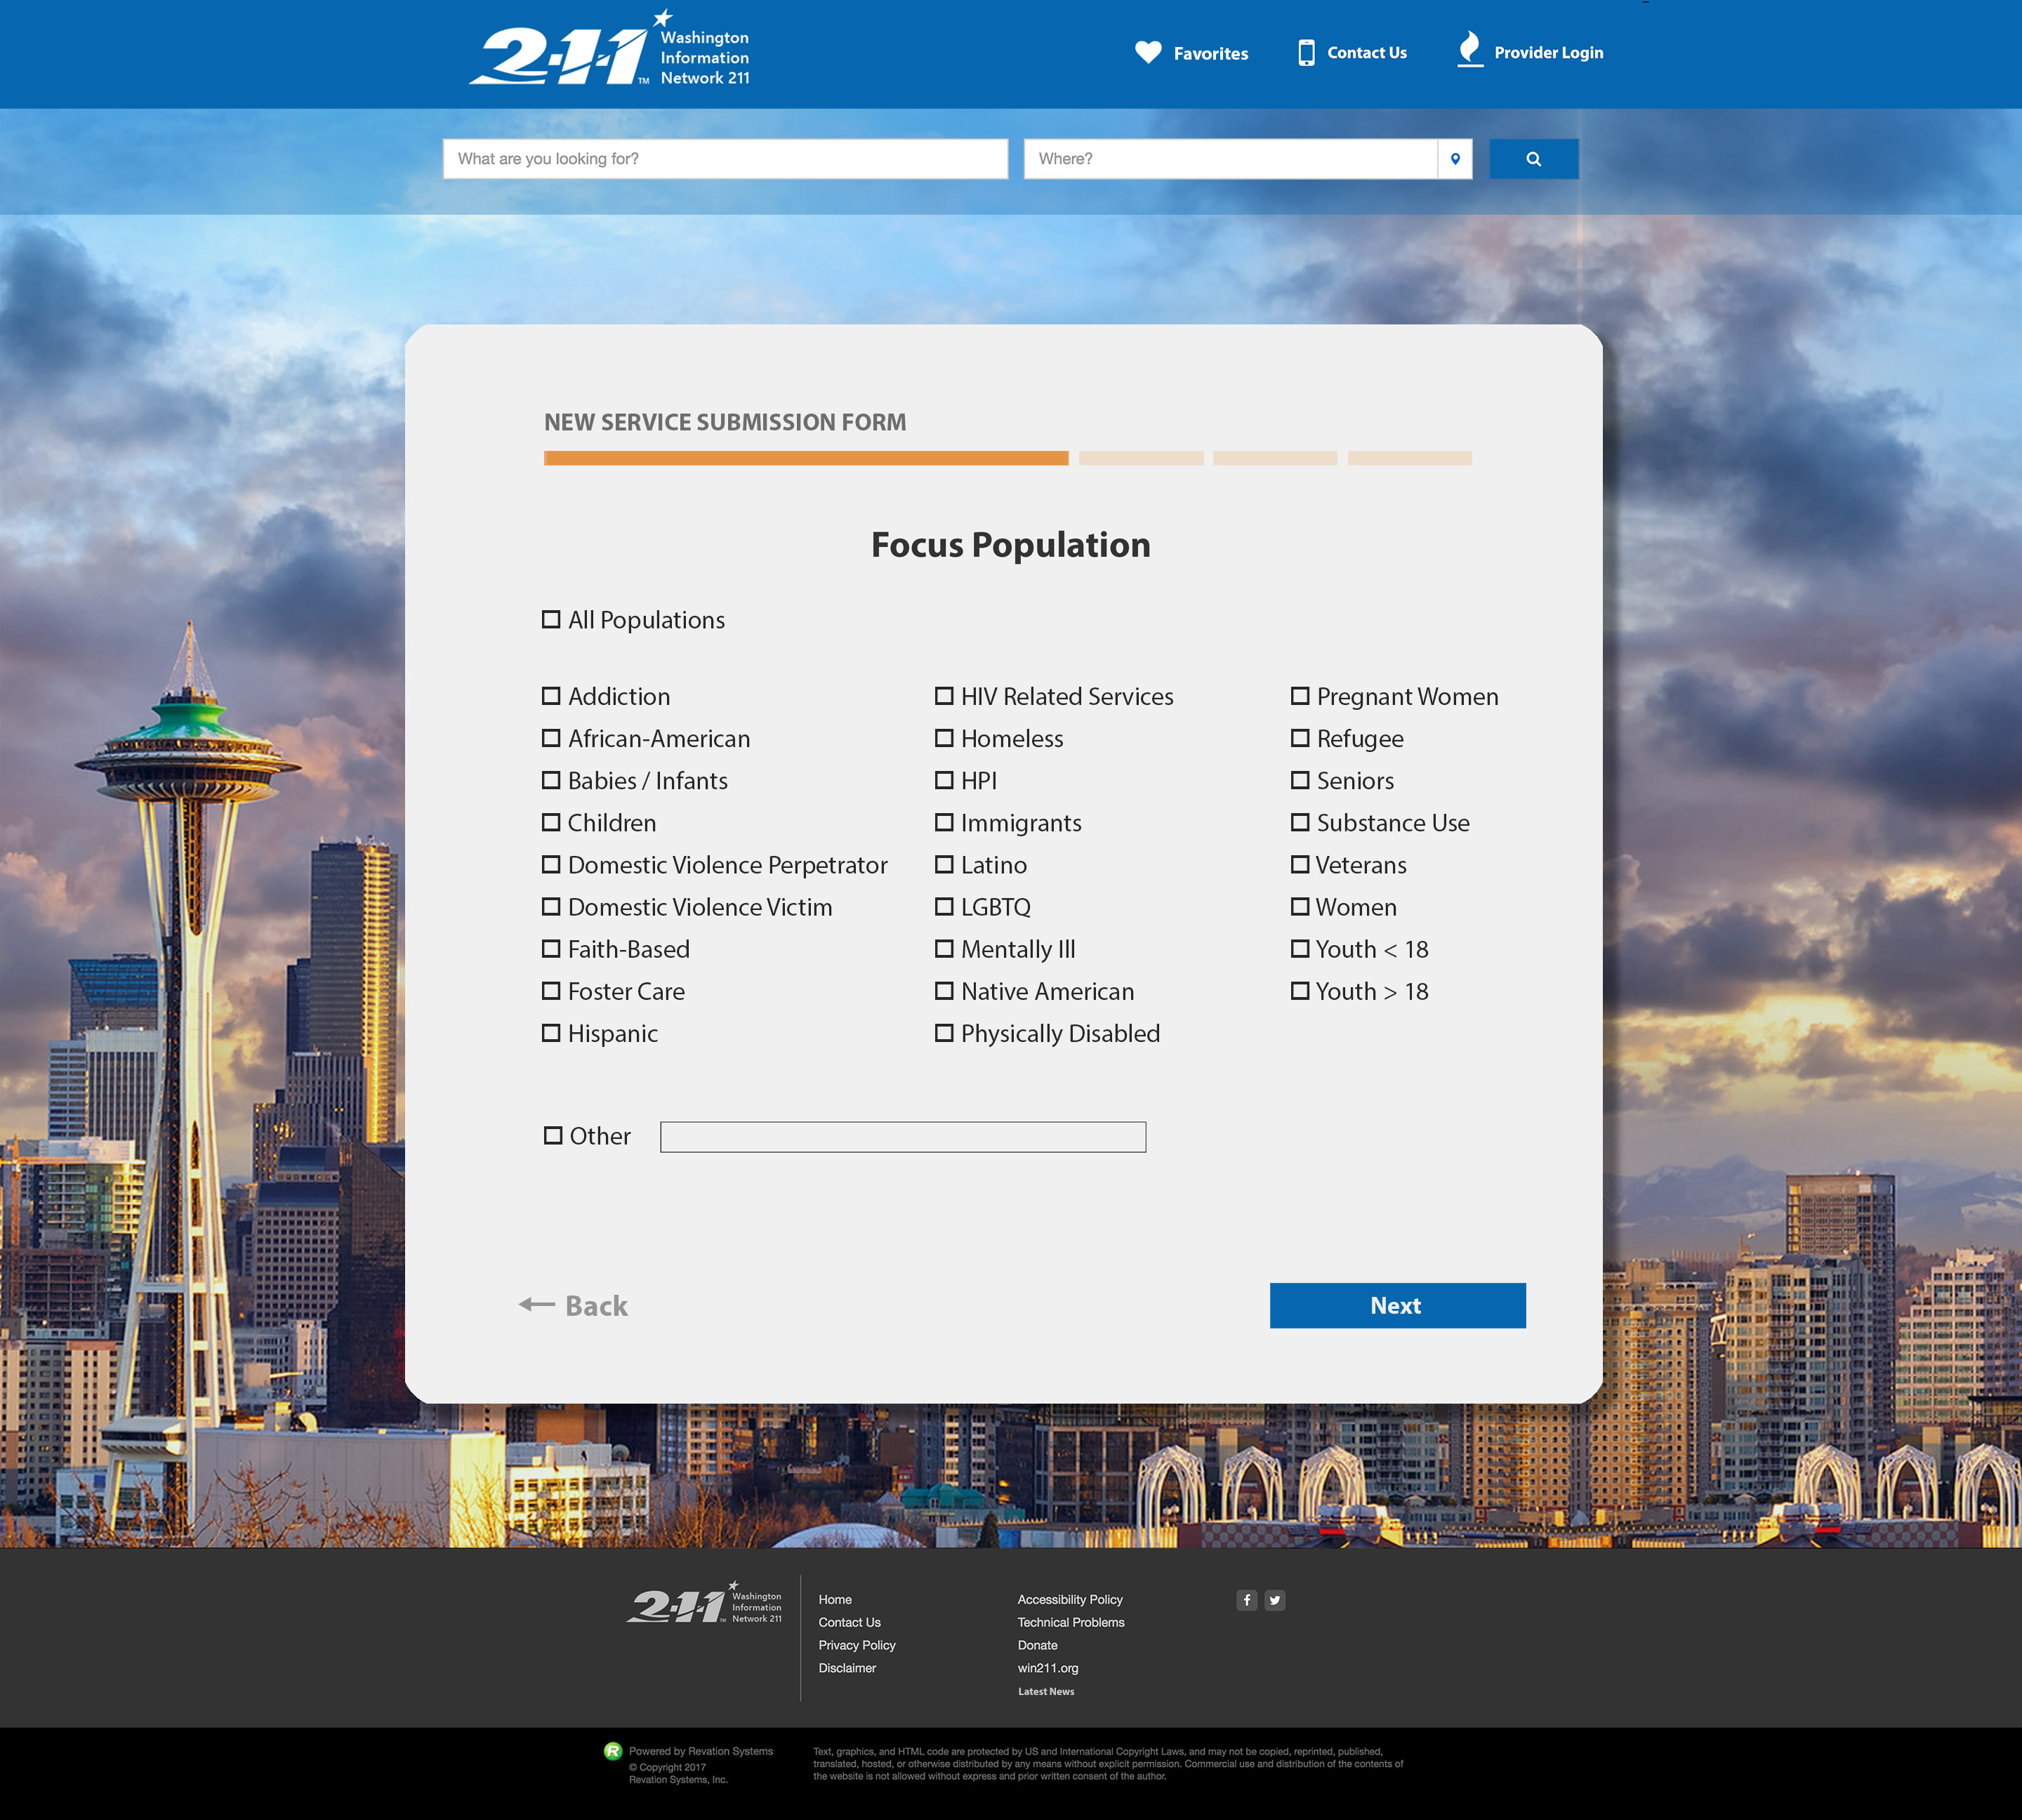 2-1-1™
Washington
Information
Network 211
Favorites
Contact Us
Provider Login
What are you looking for?
Where?
NEW SERVICE SUBMISSION FORM
Focus Population
All Populations
Addiction
African-American
Babies / Infants
Children
Domestic Violence Perpetrator
Domestic Violence Victim
Faith-Based
Foster Care
Hispanic
HIV Related Services
Homeless
HPI
Immigrants
Latino
LGBTQ
Mentally Ill
Native American
Physically Disabled
Pregnant Women
Refugee
Seniors
Substance Use
Veterans
Women
Youth < 18
Youth > 18
Other
Back
Next
2-1-1™
Washington
Information
Network 211
Home
Contact Us
Privacy Policy
Disclaimer
Accessibility Policy
Technical Problems
Donate
win211.org
Latest News
R
Powered by Revation Systems
© Copyright 2017
Revation Systems, Inc.
Text, graphics, and HTML code are protected by US and International Copyright Laws, and may not be copied, reprinted, published,
translated, hosted, or otherwise distributed by any means without explicit permission. Commercial use and distribution of the contents of
the website is not allowed without express and prior written consent of the author.